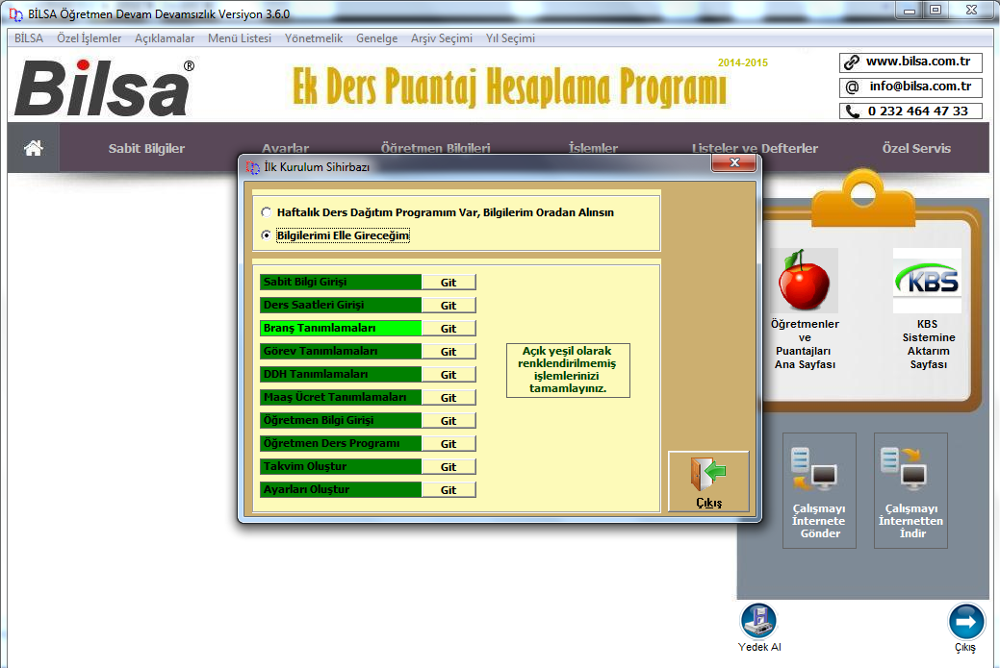 BİLSA Öğretmen Devam Devamsızlık Versiyon 3.6.0
BİLSA Özel İşlemler Açıklamalar Menü Listesi Yönetmelik Genelge Arşiv Seçimi Yıl Seçimi
Bilsa®
Ek Ders Puantaj Hesaplama Programı
2014-2015
www.bilsa.com.tr
@ info@bilsa.com.tr
0 232 464 47 33
Sabit Bilgiler Ayarlar Öğretmen Bilgileri İşlemler Listeler ve Defterler Özel Servis
İlk Kurulum Sihirbazı
Haftalık Ders Dağıtım Programım Var, Bilgilerim Oradan Alınsın
Bilgilerimi Elle Gireceğim
Sabit Bilgi Girişi Git
Ders Saatleri Girişi Git
Branş Tanımlamaları Git
Görev Tanımlamaları Git
DDH Tanımlamaları Git
Maaş Ücret Tanımlamaları Git
Öğretmen Bilgi Girişi Git
Öğretmen Ders Programı Git
Takvim Oluştur Git
Ayarları Oluştur Git
Açık yeşil olarak
renklendirilmemiş
işlemlerinizi
tamamlayınız.
Çıkış
Öğretmenler
ve
Puantajları
Ana Sayfası
KBS
KBS
Sistemine
Aktarım
Sayfası
Çalışmayı
İnternete
Gönder
Çalışmayı
İnternetten
İndir
Yedek Al
Çıkış